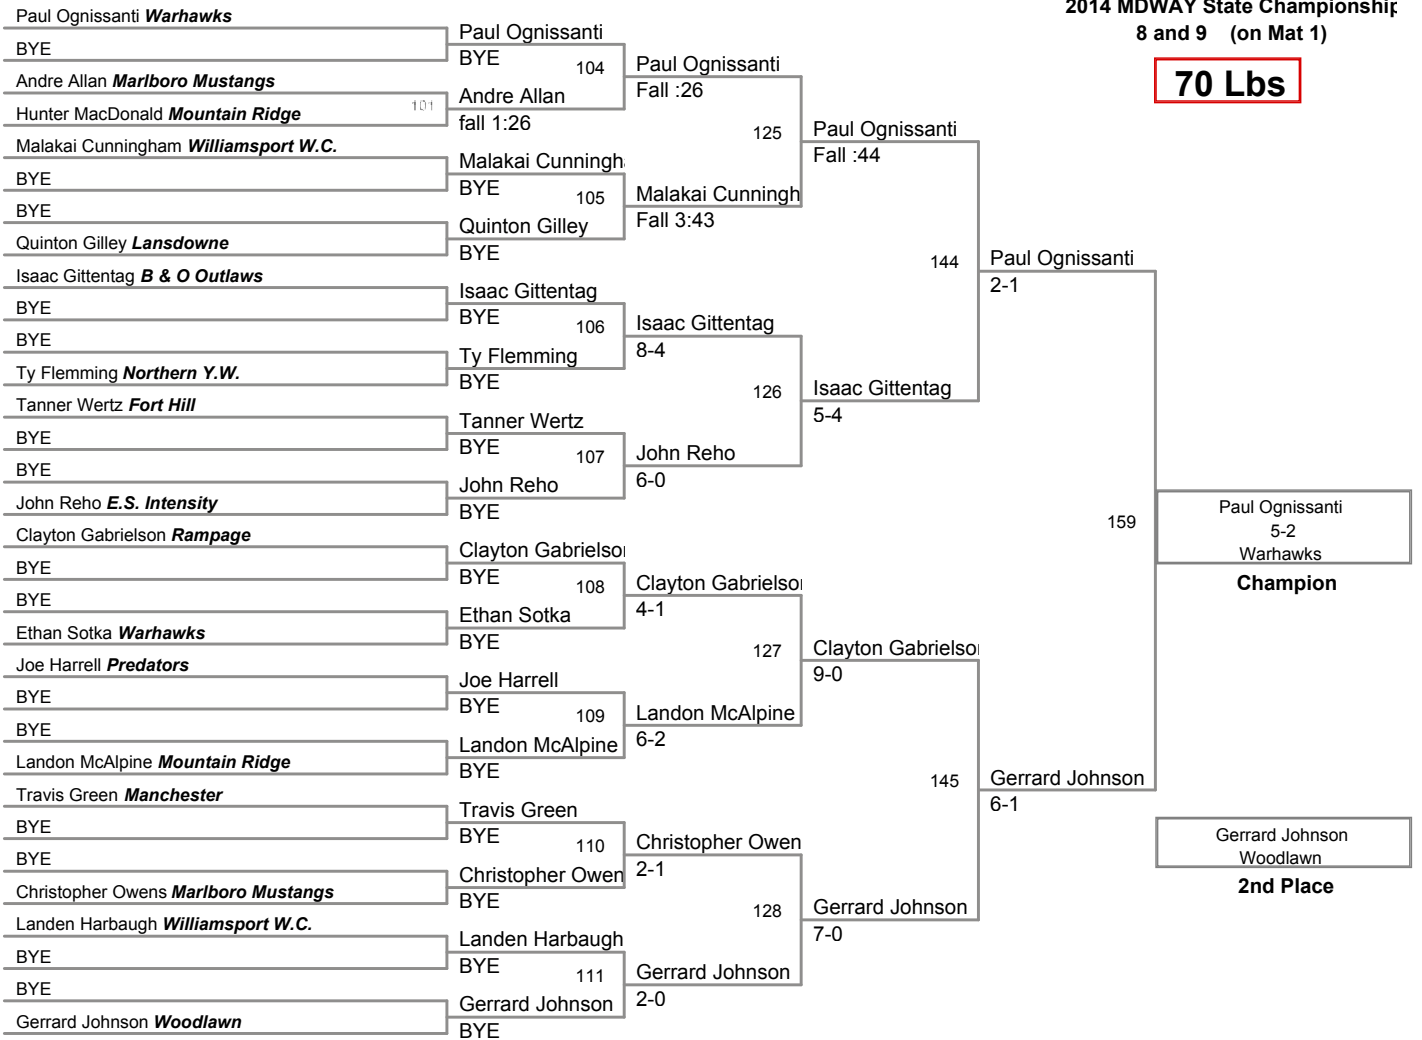 2014 MDWAY State Championship
8 and 9 (on Mat 1)
70 Lbs
Paul Ognissanti Warhawks
BYE
Andre Allan Marlboro Mustangs
Hunter MacDonald Mountain Ridge
101
Malakai Cunningham Williamsport W.C.
BYE
BYE
Quinton Gilley Lansdowne
Isaac Gittentag B & O Outlaws
BYE
BYE
Ty Flemming Northern Y.W.
Tanner Wertz Fort Hill
BYE
BYE
John Reho E.S. Intensity
Clayton Gabrielson Rampage
BYE
BYE
Ethan Sotka Warhawks
Joe Harrell Predators
BYE
BYE
Landon McAlpine Mountain Ridge
Travis Green Manchester
BYE
BYE
Christopher Owens Marlboro Mustangs
Landen Harbaugh Williamsport W.C.
BYE
BYE
Gerrard Johnson Woodlawn
Paul Ognissanti
BYE
104
Andre Allan
fall 1:26
Malakai Cunningh
BYE
105
Quinton Gilley
BYE
Isaac Gittentag
BYE
106
Ty Flemming
BYE
Tanner Wertz
BYE
107
John Reho
BYE
Clayton Gabrielson
BYE
108
Ethan Sotka
BYE
Joe Harrell
BYE
109
Landon McAlpine
BYE
Travis Green
BYE
110
Christopher Owen
BYE
Landen Harbaugh
BYE
111
Gerrard Johnson
BYE
Paul Ognissanti
Fall :26
125
Malakai Cunningh
Fall 3:43
Isaac Gittentag
8-4
126
John Reho
6-0
Clayton Gabrielson
4-1
127
Landon McAlpine
6-2
Christopher Owen
2-1
128
Gerrard Johnson
2-0
Paul Ognissanti
Fall :44
144
Isaac Gittentag
5-4
Clayton Gabrielson
9-0
145
Gerrard Johnson
7-0
Paul Ognissanti
2-1
159
Gerrard Johnson
6-1
Paul Ognissanti
5-2
Warhawks
Champion
Gerrard Johnson
Woodlawn
2nd Place